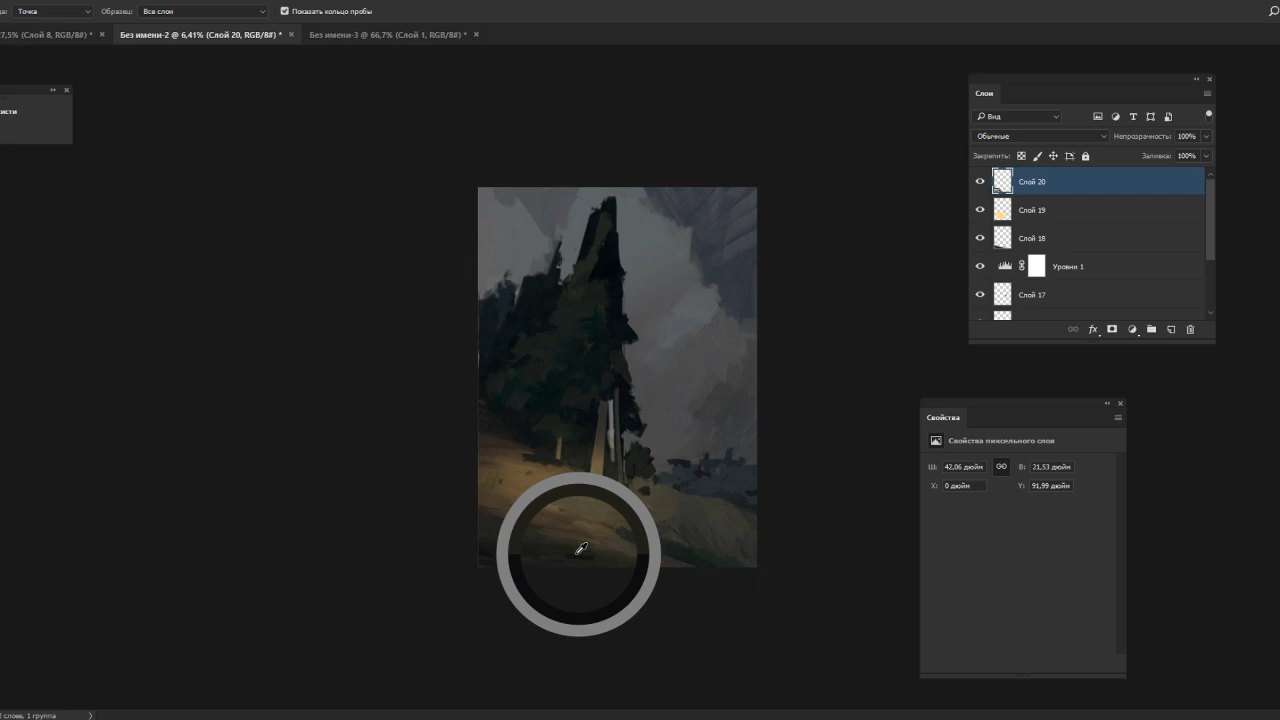 Точка Образец: Все слои Показать кольцо пробы
7,5% (Слой 8, RGB/8#) * Без имени-2 @ 6,41% (Слой 20, RGB/8#) * Без имени-3 @ 66,7% (Слой 1, RGB/8#) *
исти
Слои
Вид
Обычные Непрозрачность: 100%
Закрепить: Заливка: 100%
Слой 20
Слой 19
Слой 18
Уровни 1
Слой 17
fx
Свойства
Свойства пиксельного слоя
Ш: 42,06 дюйм В: 21,53 дюйм
X: 0 дюйм Y: 91,99 дюйм
слоев, 1 группа